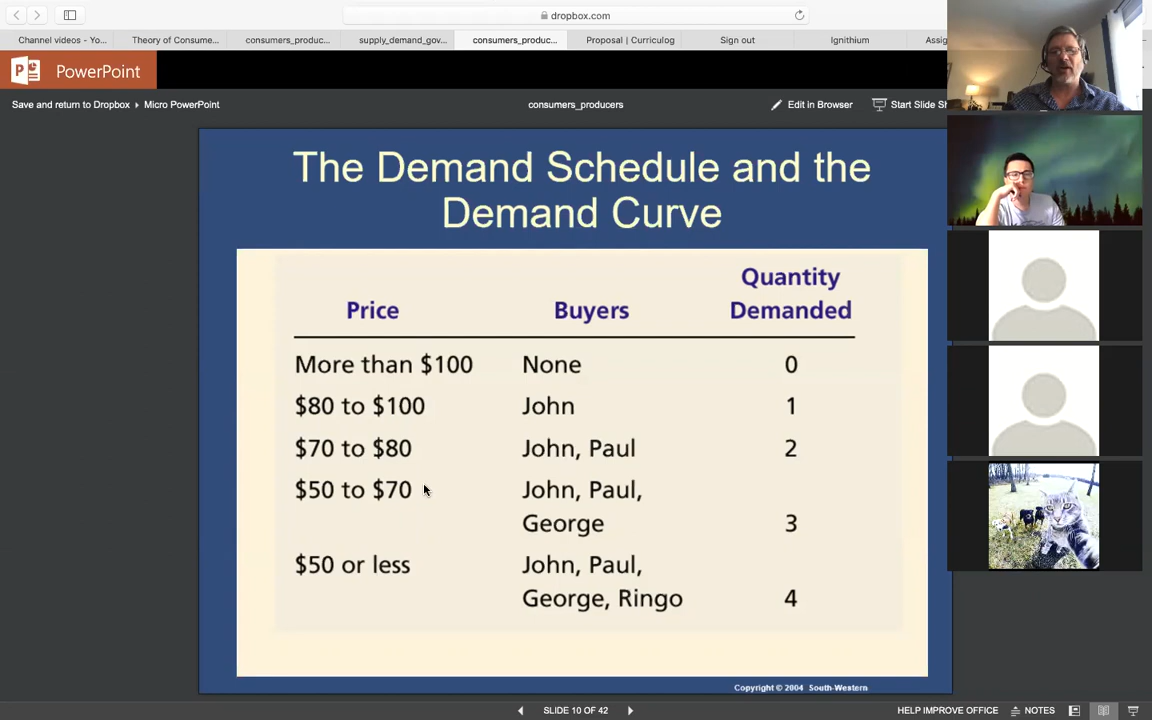 dropbox.com
Channel videos - Yo...
Theory of Consume...
consumers_produc...
supply_demand_gov...
consumers_produc...
Proposal | Curriculog
Sign out
Ignithium
Assig
PowerPoint
Save and return to Dropbox
Micro PowerPoint
consumers_producers
Edit in Browser
Start Slide Sh
The Demand Schedule and the
Demand Curve
Quantity
Price Buyers Demanded
More than $100 None 0
$80 to $100 John 1
$70 to $80 John, Paul 2
$50 to $70 John, Paul,
George 3
$50 or less John, Paul,
George, Ringo 4
Copyright © 2004 South-Western
SLIDE 10 OF 42
HELP IMPROVE OFFICE
NOTES